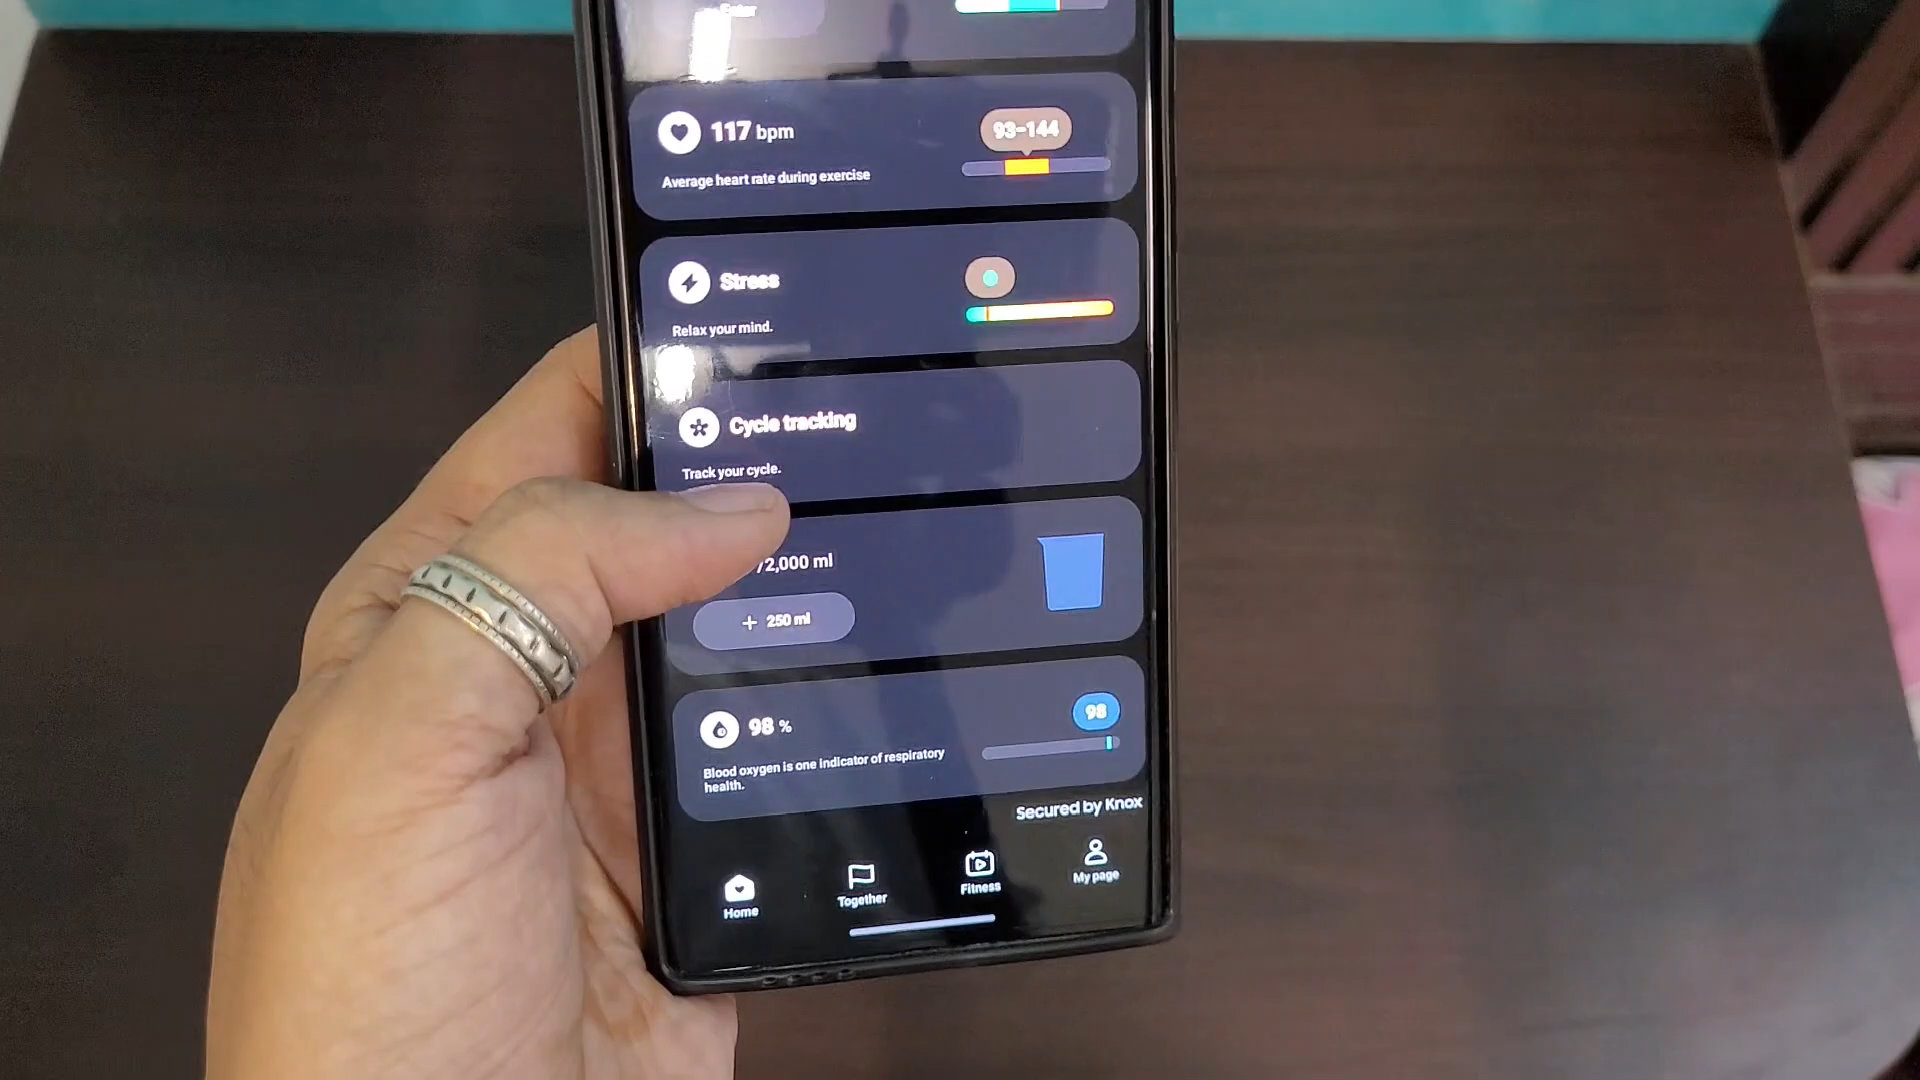 Enter
117 bpm
93-144
Average heart rate during exercise
Stress
Relax your mind.
Cycle tracking
Track your cycle.
/2,000 ml
+ 250 ml
98 %
98
Blood oxygen is one indicator of respiratory
health.
Secured by Knox
Home
Together
Fitness
My page